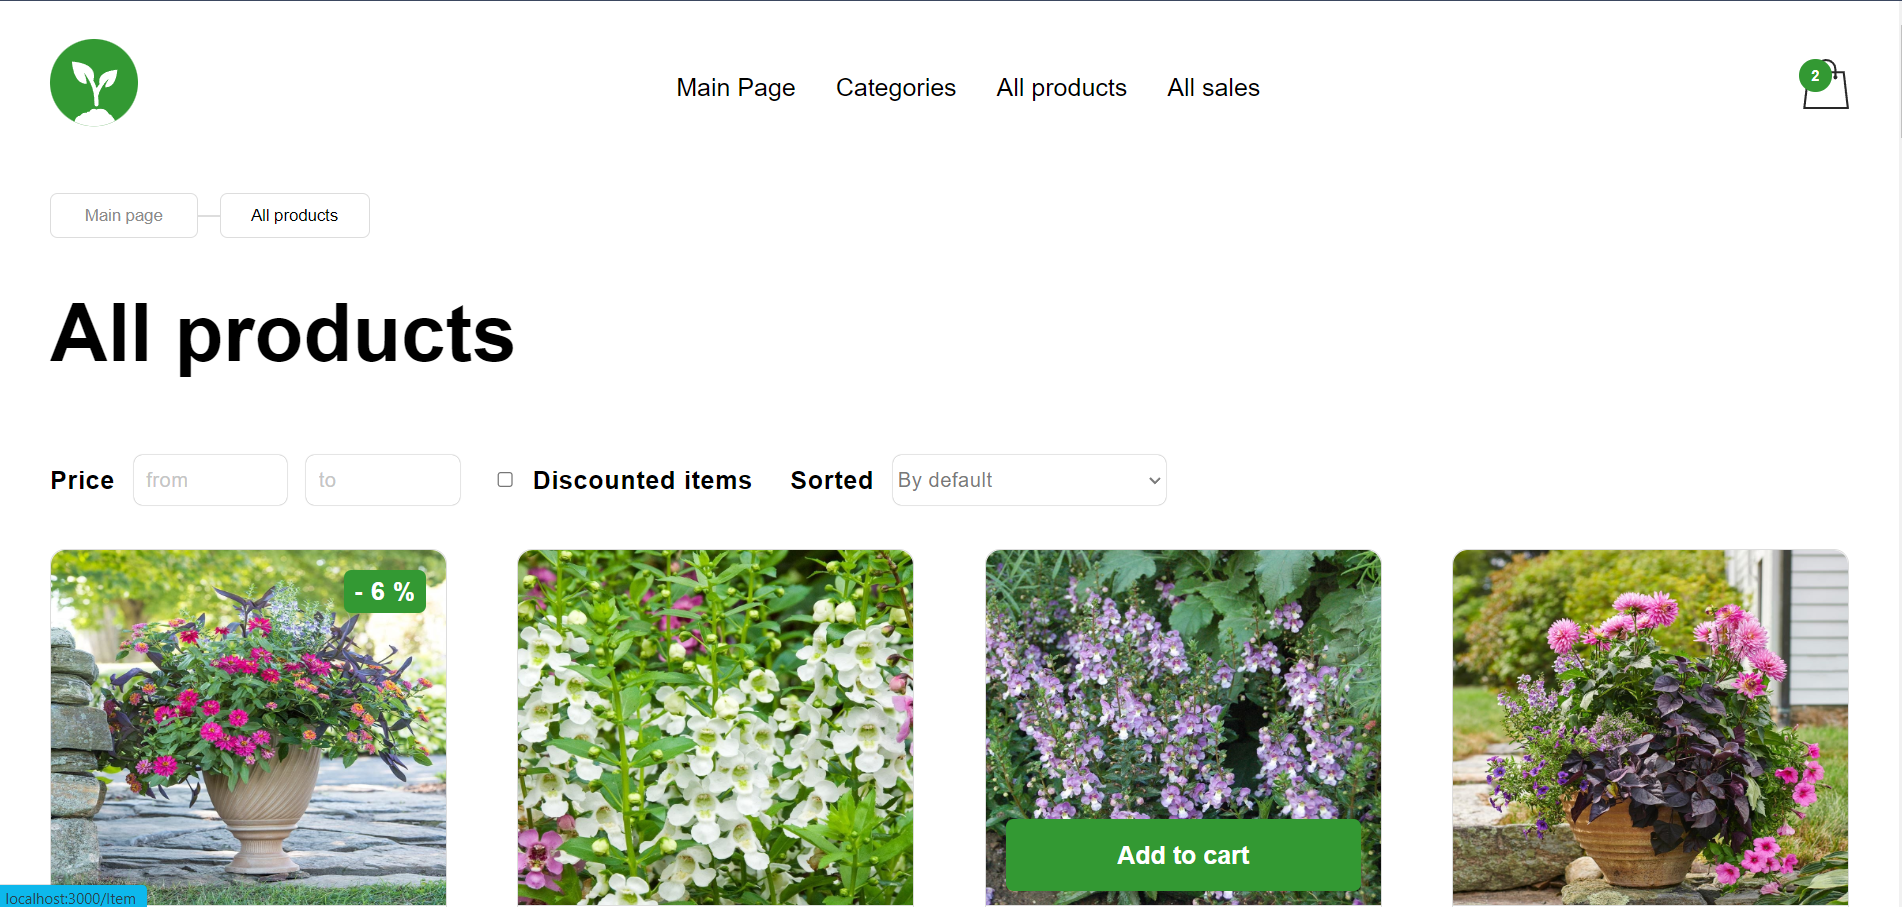 Main Page Categories All products All sales
2
Main page All products
All products
Price from to Discounted items Sorted By default
- 6 %
Add to cart
localhost:3000/Item